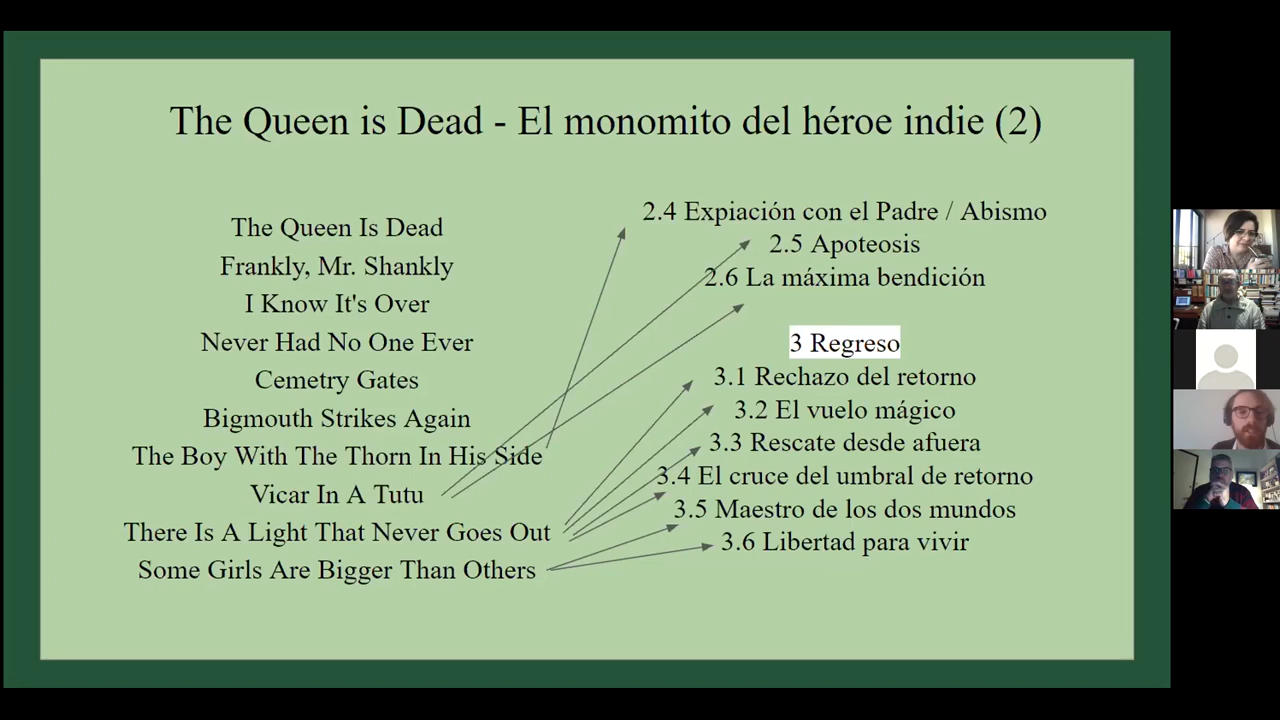 The Queen is Dead - El monomito del héroe indie (2)
The Queen Is Dead
Frankly, Mr. Shankly
I Know It's Over
Never Had No One Ever
Cemetry Gates
Bigmouth Strikes Again
The Boy With The Thorn In His Side
Vicar In A Tutu
There Is A Light That Never Goes Out
Some Girls Are Bigger Than Others
2.4 Expiación con el Padre / Abismo
2.5 Apoteosis
2.6 La máxima bendición
3 Regreso
3.1 Rechazo del retorno
3.2 El vuelo mágico
3.3 Rescate desde afuera
3.4 El cruce del umbral de retorno
3.5 Maestro de los dos mundos
3.6 Libertad para vivir